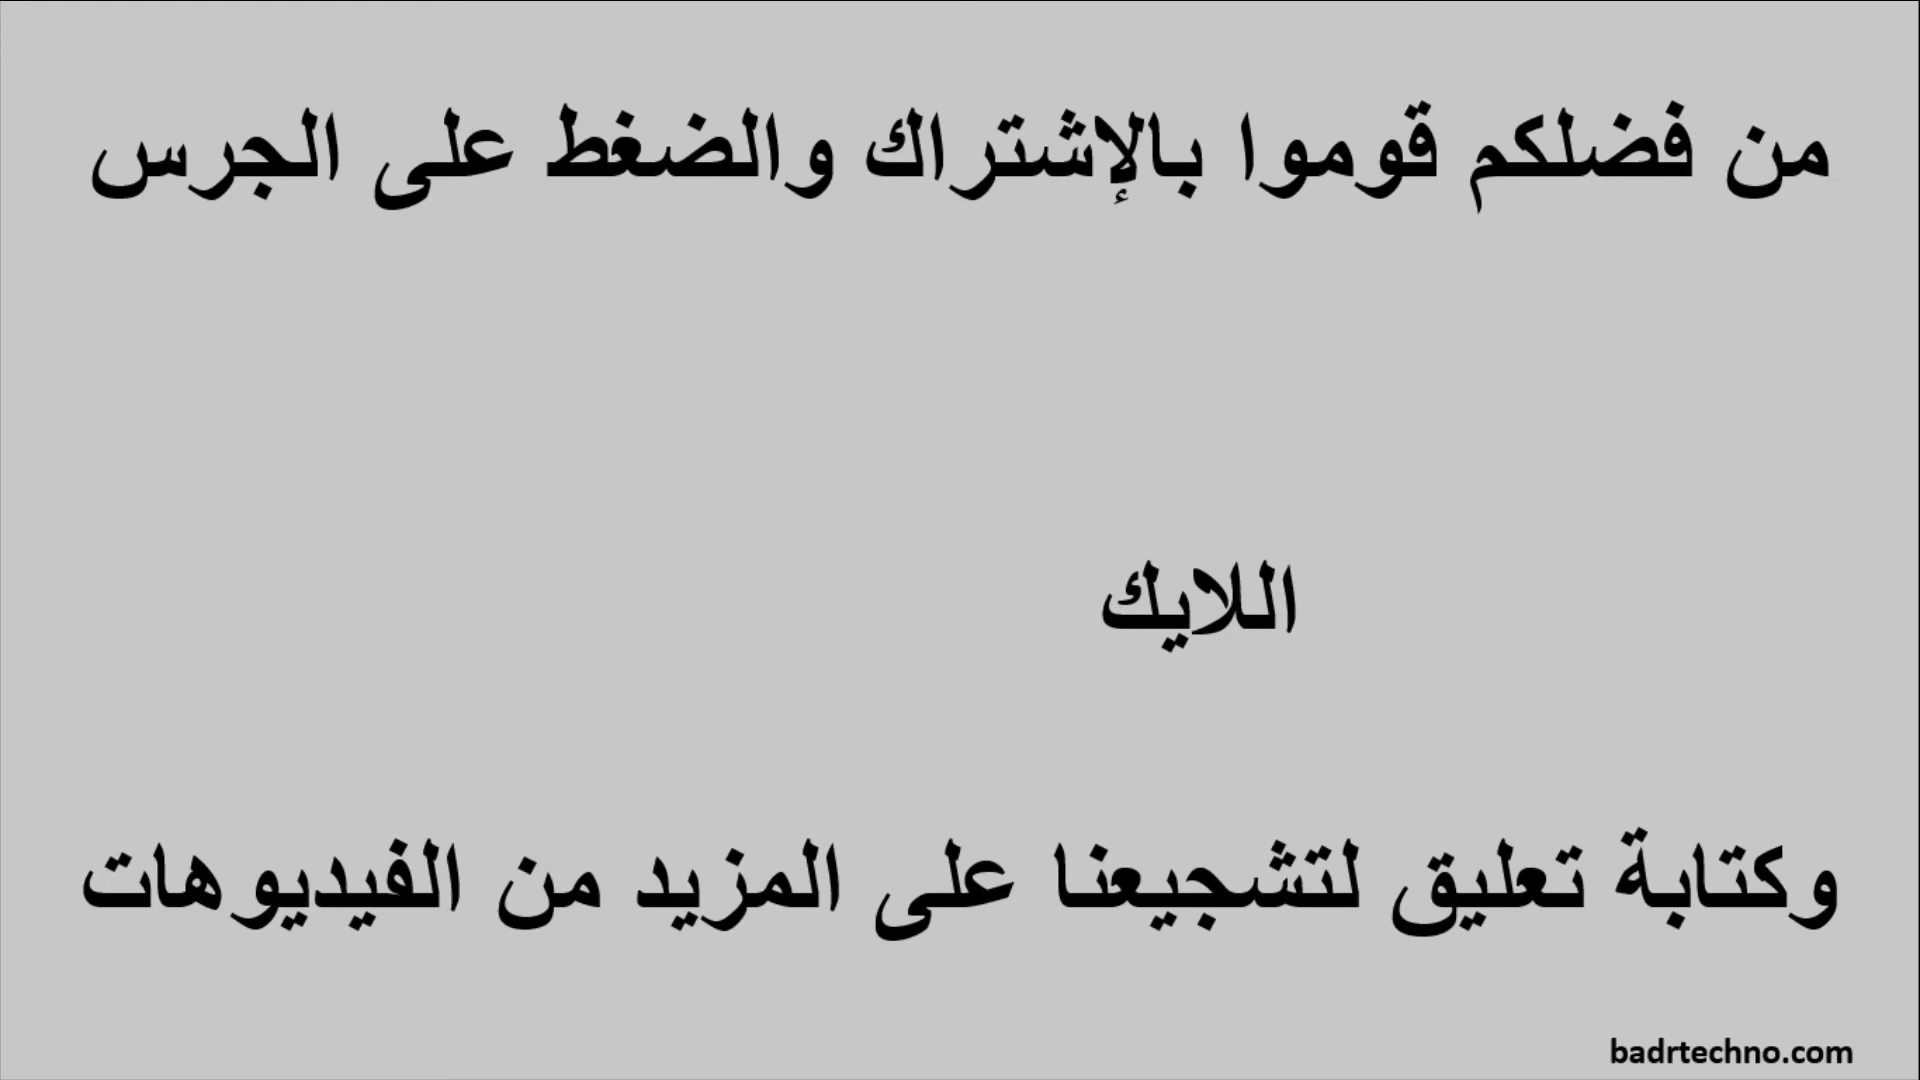 من فضلكم قوموا بالإشتراك والضغط على الجرس
اللايك
وكتابة تعليق لتشجيعنا على المزيد من الفيديوهات
badrtechno.com